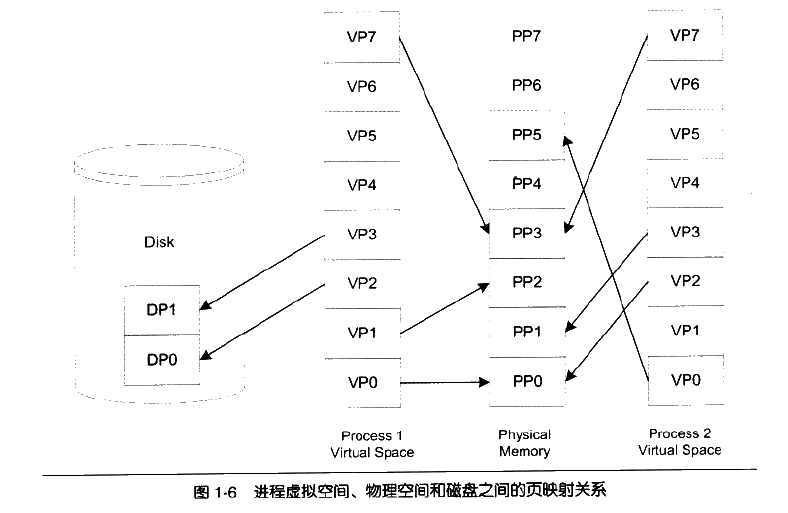 VP7 PP7 VP7
VP6 PP6 VP6
VP5 PP5 VP5
VP4 PP4 VP4
Disk VP3 PP3 VP3
VP2 PP2 VP2
DP1
VP1 PP1 VP1
DP0
VP0 PP0 VP0
Process 1 Physical Process 2
Virtual Space Memory Virtual Space
图 1-6 进程虚拟空间、物理空间和磁盘之间的页映射关系